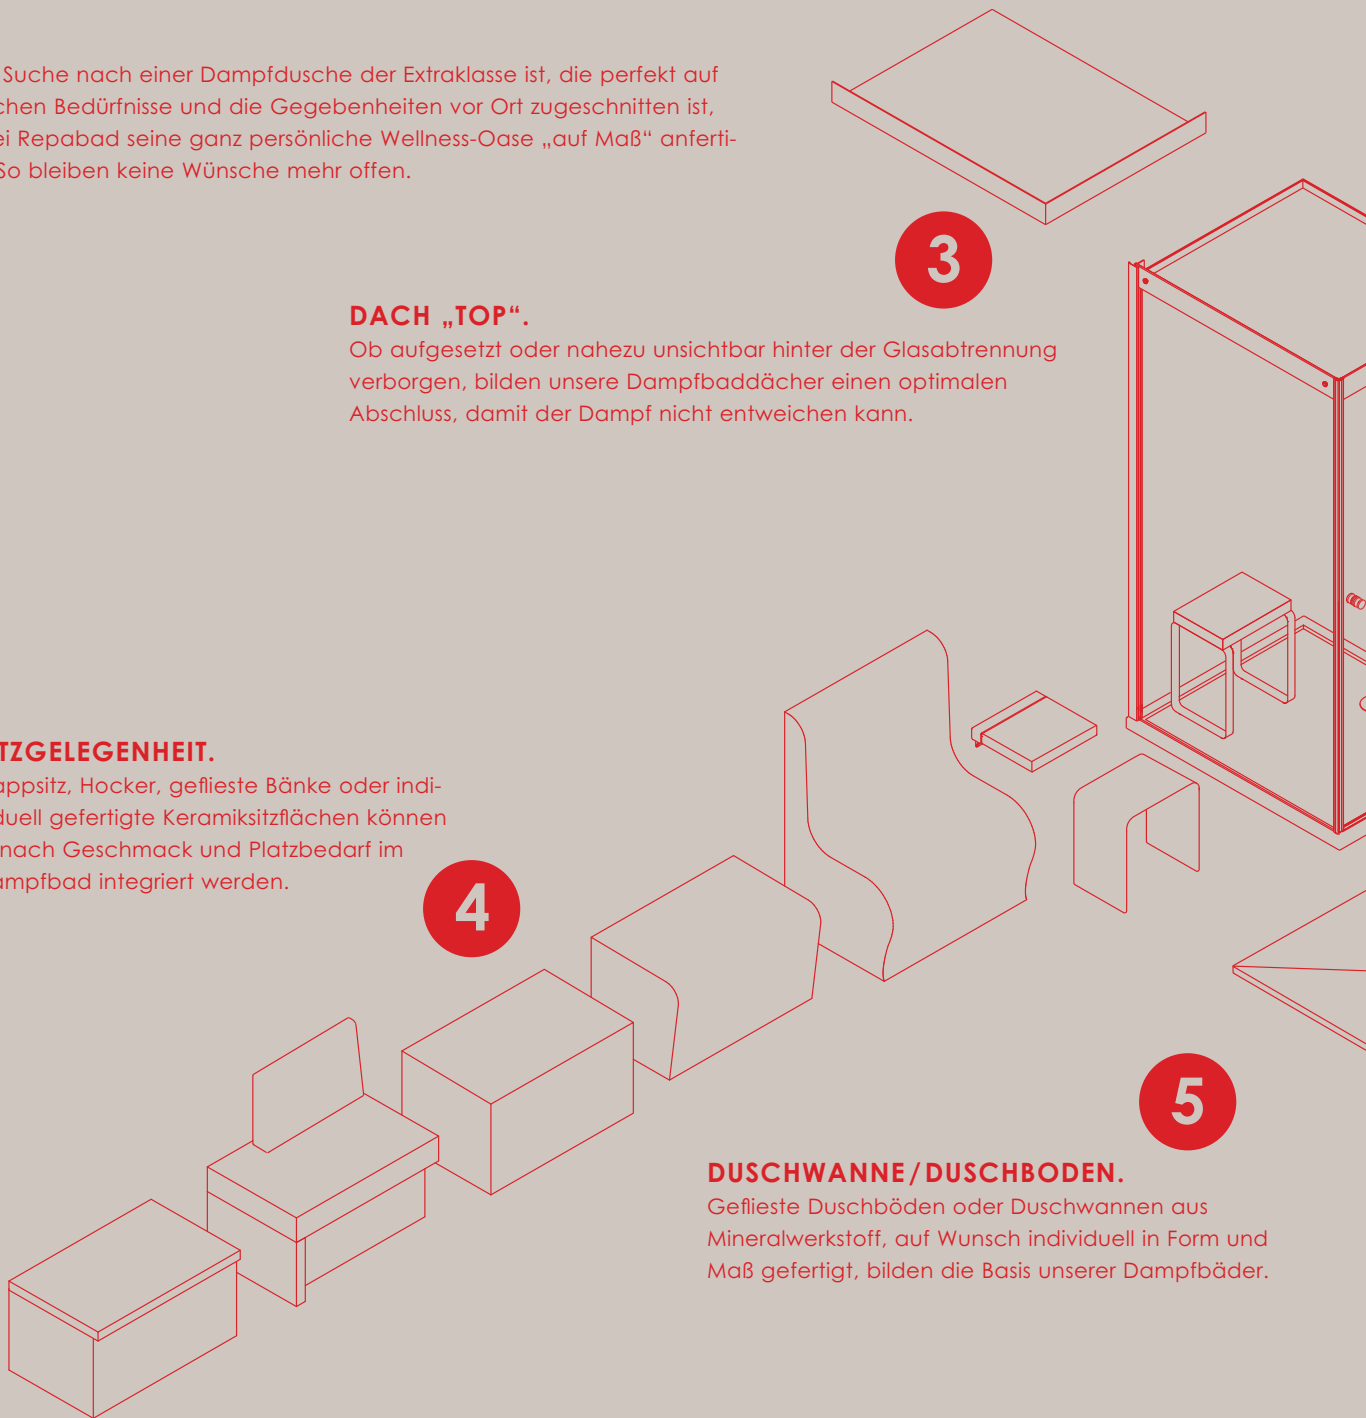 Suche nach einer Dampfdusche der Extraklasse ist, die perfekt auf
chen Bedürfnisse und die Gegebenheiten vor Ort zugeschnitten ist,
ei Repabad seine ganz persönliche Wellness-Oase „auf Maß“ anferti-
So bleiben keine Wünsche mehr offen.
3
DACH „TOP“.
Ob aufgesetzt oder nahezu unsichtbar hinter der Glasabtrennung
verborgen, bilden unsere Dampfbaddächer einen optimalen
Abschluss, damit der Dampf nicht entweichen kann.
TZGELEGENHEIT.
appsitz, Hocker, geflieste Bänke oder indi-
duell gefertigte Keramiksitzflächen können
nach Geschmack und Platzbedarf im
ampfbad integriert werden.
4
5
DUSCHWANNE/DUSCHBODEN.
Geflieste Duschböden oder Duschwannen aus
Mineralwerkstoff, auf Wunsch individuell in Form und
Maß gefertigt, bilden die Basis unserer Dampfbäder.